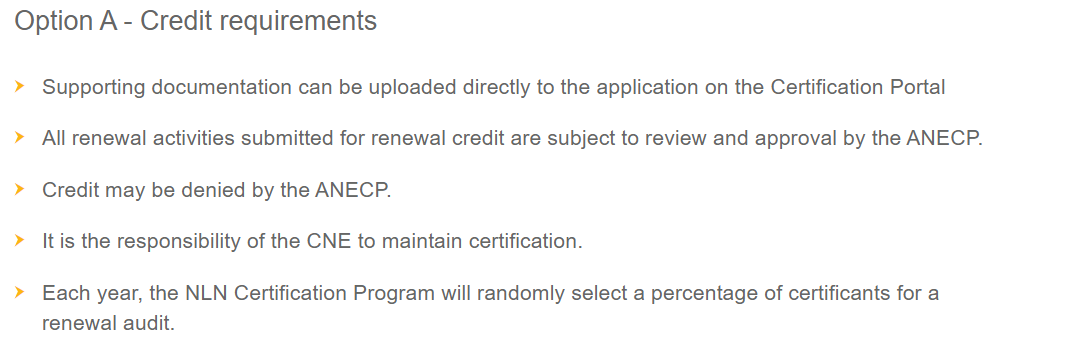 Option A - Credit requirements
Supporting documentation can be uploaded directly to the application on the Certification Portal
All renewal activities submitted for renewal credit are subject to review and approval by the ANECP.
Credit may be denied by the ANECP.
It is the responsibility of the CNE to maintain certification.
Each year, the NLN Certification Program will randomly select a percentage of certificants for a
renewal audit.